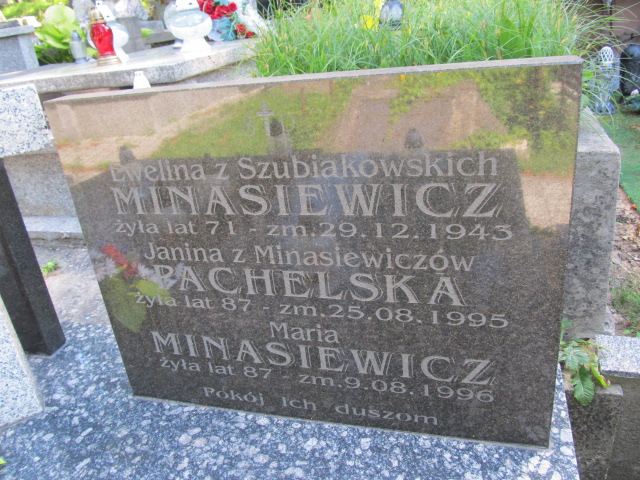 Ewelina z Szubiakowskich
MINASIEWICZ
żyła lat 71 - zm. 29.12.1943
Janina z Minasiewiczów
PACHELSKA
żyła lat 87 - zm. 25.08.1995
Maria
MINASIEWICZ
żyła lat 87 - zm. 9.08.1996
Pokój Ich duszom